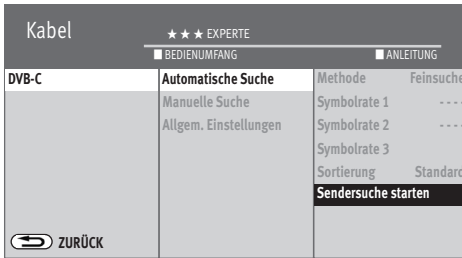 Kabel
★ ★ ★ EXPERTE
BEDIENUMFANG ANLEITUNG
DVB-C Automatische Suche Methode Feinsuche
Manuelle Suche Symbolrate 1 - - - -
Allgem. Einstellungen Symbolrate 2 - - - -
Symbolrate 3
Sortierung Standard
Sendersuche starten
ZURÜCK